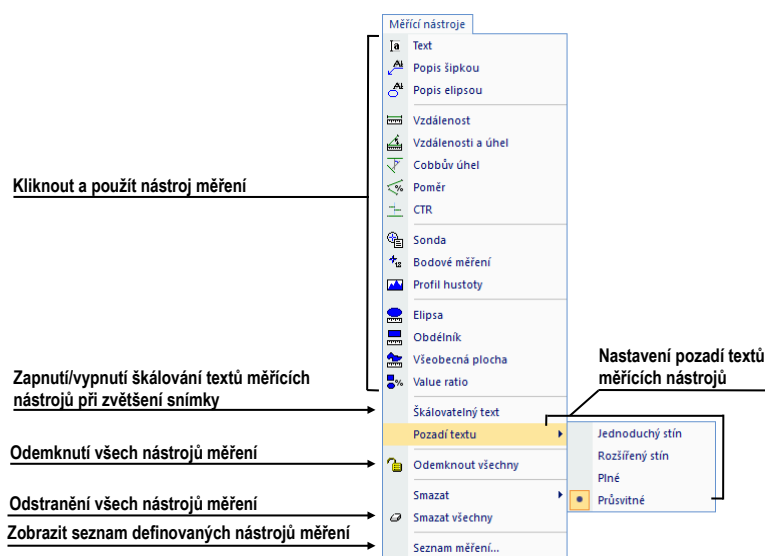 Měřící nástroje
Text
Popis šipkou
Popis elipsou
Vzdálenost
Vzdálenosti a úhel
Cobbův úhel
Poměr
CTR
Sonda
Bodové měření
Profil hustoty
Elipsa
Obdélník
Všeobecná plocha
Value ratio
Škálovatelný text
Pozadí textu
Odemknout všechny
Smazat
Smazat všechny
Seznam měření...
Jednoduchý stín
Rozšířený stín
Plné
Průsvitné
Kliknout a použít nástroj měření
Zapnutí/vypnutí škálování textů měřících
nástrojů při zvětšení snímky
Odemknutí všech nástrojů měření
Odstranění všech nástrojů měření
Zobrazit seznam definovaných nástrojů měření
Nastavení pozadí textů
měřících nástrojů